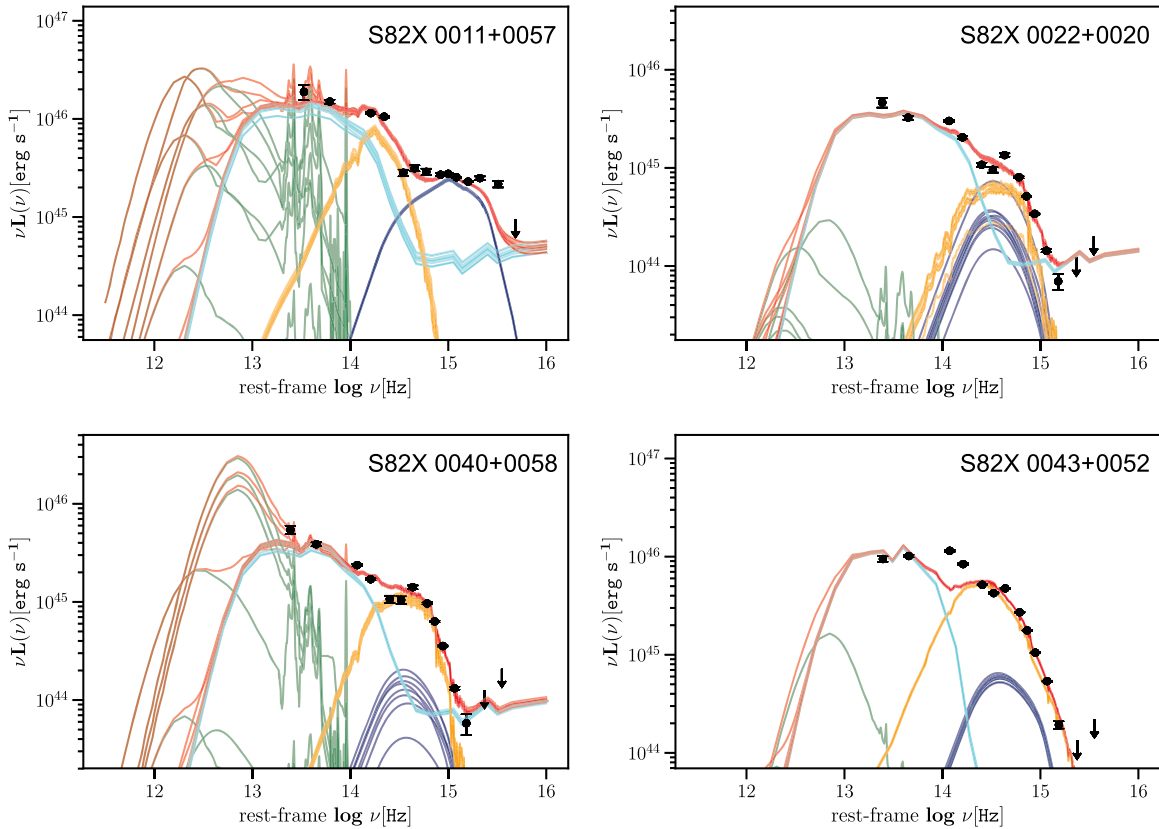 S82X 0011+0057
10^47
10^46
10^45
10^44
νL(ν)[erg s⁻¹]
12 13 14 15 16
rest-frame log ν[Hz]
S82X 0022+0020
10^46
10^45
10^44
νL(ν)[erg s⁻¹]
12 13 14 15 16
rest-frame log ν[Hz]
S82X 0040+0058
10^46
10^45
10^44
νL(ν)[erg s⁻¹]
12 13 14 15 16
rest-frame log ν[Hz]
S82X 0043+0052
10^47
10^46
10^45
10^44
νL(ν)[erg s⁻¹]
12 13 14 15 16
rest-frame log ν[Hz]